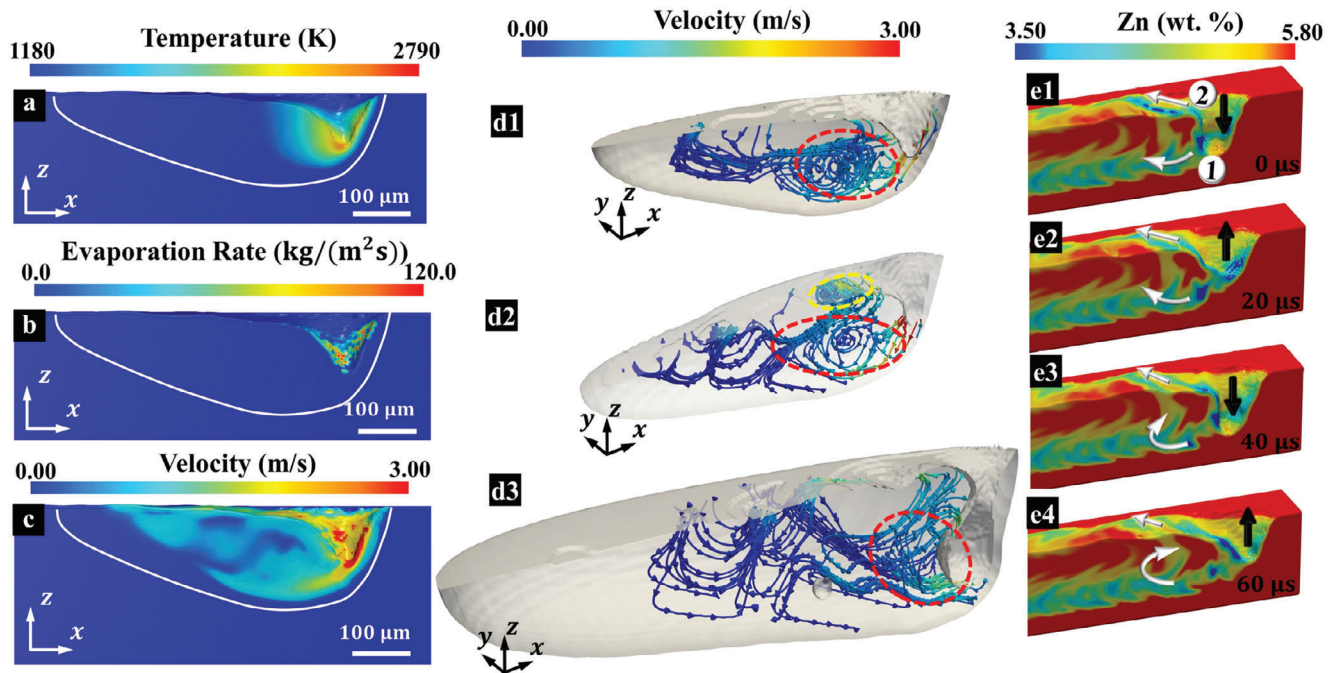 Temperature (K)
1180
2790
a
z
x
100 μm
Evaporation Rate (kg/(m²s))
0.0
120.0
b
z
x
100 μm
Velocity (m/s)
0.00
3.00
c
z
x
100 μm
Velocity (m/s)
0.00
3.00
d1
y
z
x
d2
y
z
x
d3
y
z
x
Zn (wt. %)
3.50
5.80
e1
2
1
0 μs
e2
20 μs
e3
40 μs
e4
60 μs